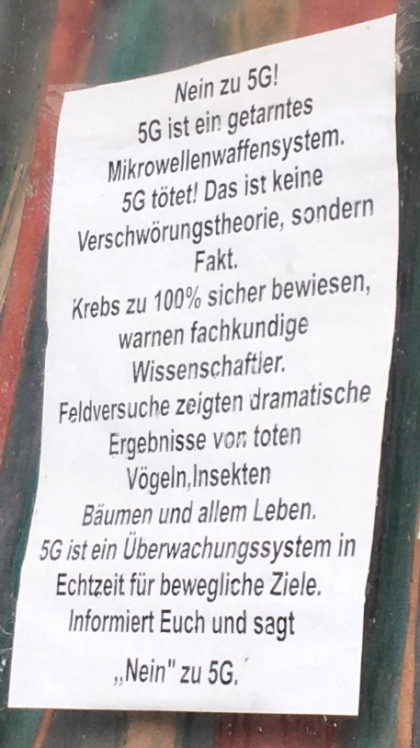 Nein zu 5G!
5G ist ein getarntes
Mikrowellenwaffensystem.
5G tötet! Das ist keine
Verschwörungstheorie, sondern
Fakt.
Krebs zu 100% sicher bewiesen,
warnen fachkundige
Wissenschaftler.
Feldversuche zeigten dramatische
Ergebnisse von toten
Vögeln,Insekten
Bäumen und allem Leben.
5G ist ein Überwachungssystem in
Echtzeit für bewegliche Ziele.
Informiert Euch und sagt
„Nein" zu 5G.